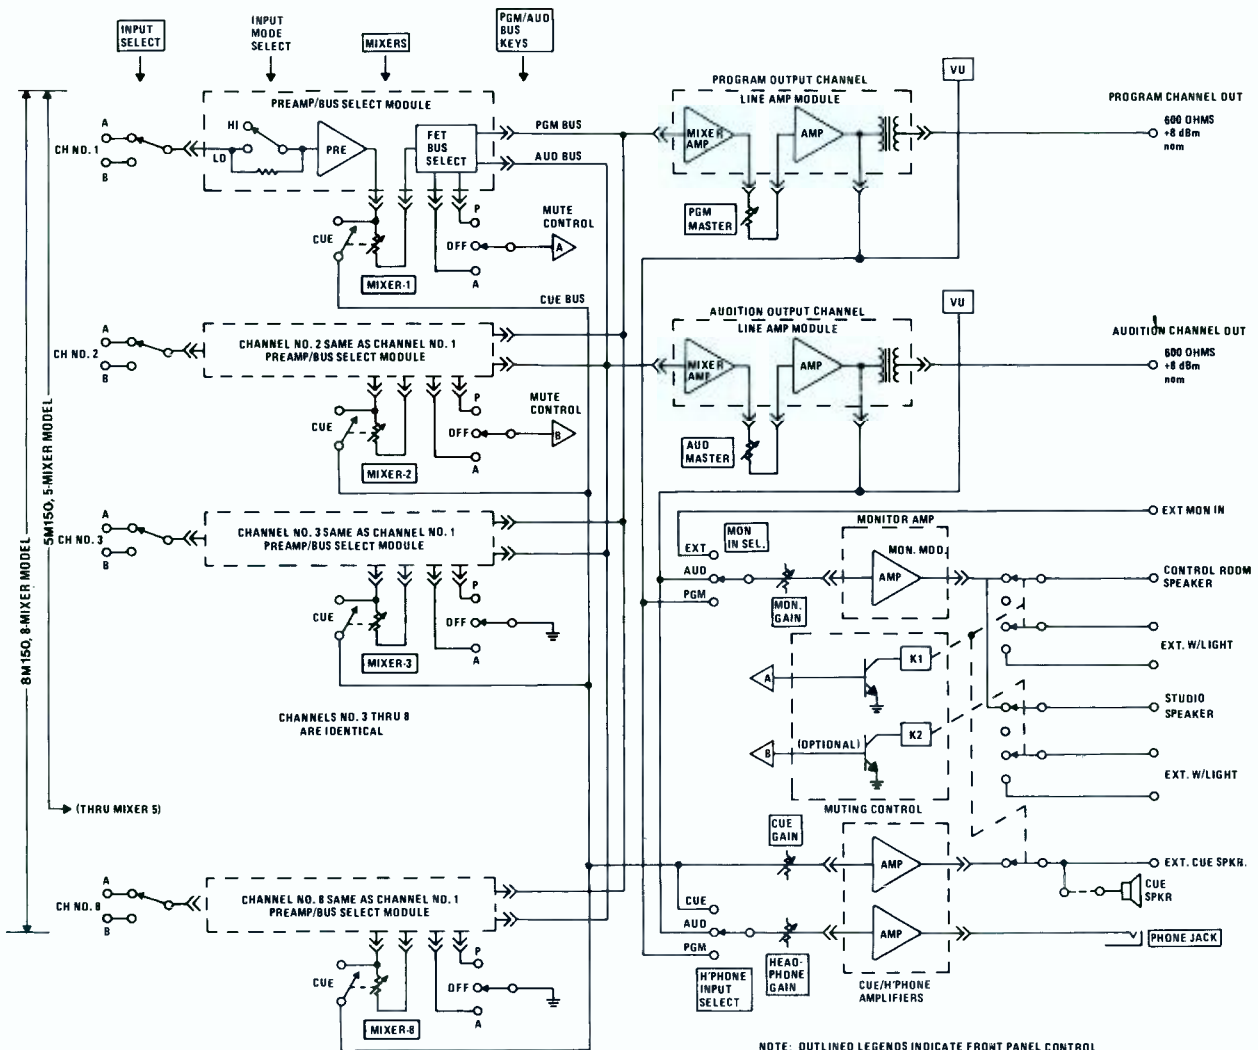 INPUT
SELECT
INPUT
MODE
SELECT
MIXERS
PGM/AUD
BUS
KEYS
PREAMP/BUS SELECT MODULE
A
CH NO. 1
B
HI
LO
PRE
FET
BUS
SELECT
PGM BUS
AUD BUS
CUE
MIXER-1
P
OFF
A
MUTE
CONTROL
A
CUE BUS
A
CH NO. 2
B
CHANNEL NO. 2 SAME AS CHANNEL NO. 1
PREAMP/BUS SELECT MODULE
CUE
MIXER-2
P
OFF
A
MUTE
CONTROL
B
A
CH NO. 3
B
CHANNEL NO. 3 SAME AS CHANNEL NO. 1
PREAMP/BUS SELECT MODULE
CUE
MIXER-3
P
OFF
A
CHANNELS NO. 3 THRU 8
ARE IDENTICAL
8M150, 8-MIXER MODEL
5M150, 5-MIXER MODEL
(THRU MIXER 5)
A
CH NO. 8
B
CHANNEL NO. 8 SAME AS CHANNEL NO. 1
PREAMP/BUS SELECT MODULE
CUE
MIXER-8
P
OFF
A
PROGRAM OUTPUT CHANNEL
LINE AMP MODULE
MIXER
AMP
AMP
PGM
MASTER
VU
PROGRAM CHANNEL OUT
600 OHMS
+8 dBm
nom
AUDITION OUTPUT CHANNEL
LINE AMP MODULE
MIXER
AMP
AMP
AUD
MASTER
VU
AUDITION CHANNEL OUT
600 OHMS
+8 dBm
nom
EXT MON IN
MON
IN SEL.
EXT
AUD
PGM
MON.
GAIN
MONITOR AMP
MON. MOD.
AMP
CONTROL ROOM
SPEAKER
EXT. W/LIGHT
A
K1
B
(OPTIONAL)
K2
MUTING CONTROL
STUDIO
SPEAKER
EXT. W/LIGHT
CUE
GAIN
AMP
EXT. CUE SPKR.
CUE
SPKR
CUE
AUD
PGM
H'PHONE
INPUT
SELECT
HEAD-
PHONE
GAIN
AMP
CUE/H'PHONE
AMPLIFIERS
PHONE JACK
NOTE: OUTLINED LEGENDS INDICATE FRONT PANEL CONTROL